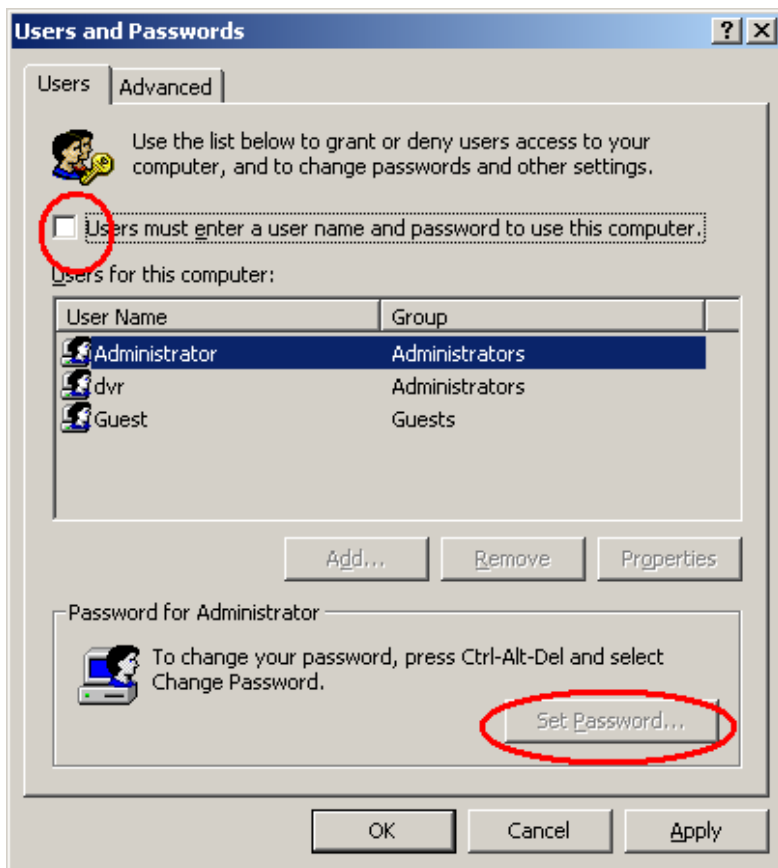 Users and Passwords
Users
Advanced
Use the list below to grant or deny users access to your
computer, and to change passwords and other settings.
Users must enter a user name and password to use this computer.
Users for this computer:
User Name Group
Administrator Administrators
dvr Administrators
Guest Guests
Add... Remove Properties
Password for Administrator
To change your password, press Ctrl-Alt-Del and select
Change Password.
Set Password...
OK Cancel Apply